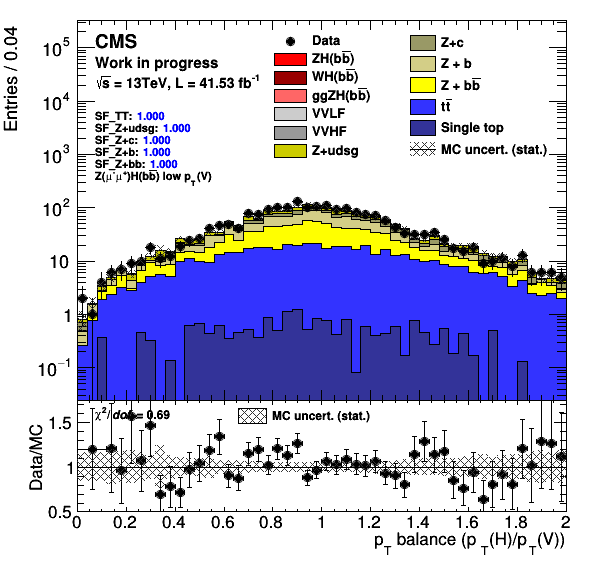 Entries / 0.04
10⁵
10⁴
10³
10²
10
1
10⁻¹
CMS
Work in progress
√s = 13TeV, L = 41.53 fb⁻¹
SF_TT: 1.000
SF_Z+udsg: 1.000
SF_Z+c: 1.000
SF_Z+b: 1.000
SF_Z+bb: 1.000
Z(μ⁻μ⁺)H(bb̅) low p_T(V)
Data
ZH(bb̅)
WH(bb̅)
ggZH(bb̅)
VVLF
VVHF
Z+udsg
Z+c
Z + b
Z + bb̅
tt̅
Single top
MC uncert. (stat.)
Data/MC
1.5
1
0.5
χ²/dof = 0.69
MC uncert. (stat.)
0 0.2 0.4 0.6 0.8 1 1.2 1.4 1.6 1.8 2
p_T balance (p_T(H)/p_T(V))